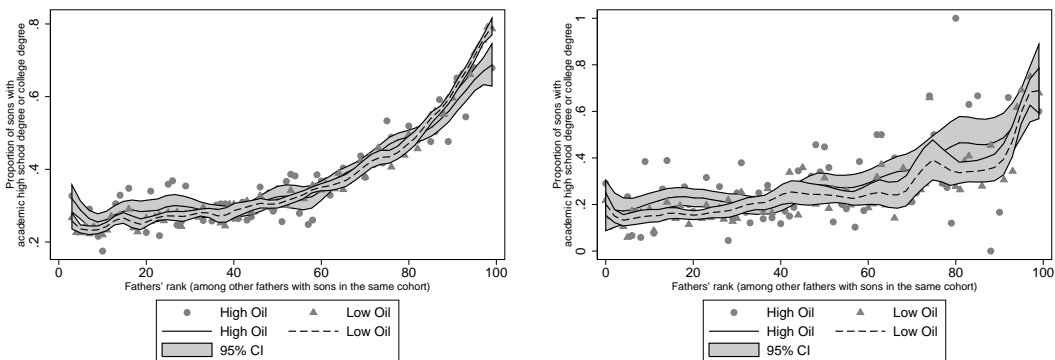 Proportion of sons with
academic high school degree or college degree
.8
.6
.4
.2
0 20 40 60 80 100
Fathers' rank (among other fathers with sons in the same cohort)
High Oil Low Oil
High Oil Low Oil
95% CI
Proportion of sons with
academic high school degree or college degree
1
.8
.6
.4
.2
0
0 20 40 60 80 100
Fathers' rank (among other fathers with sons in the same cohort)
High Oil Low Oil
High Oil Low Oil
95% CI